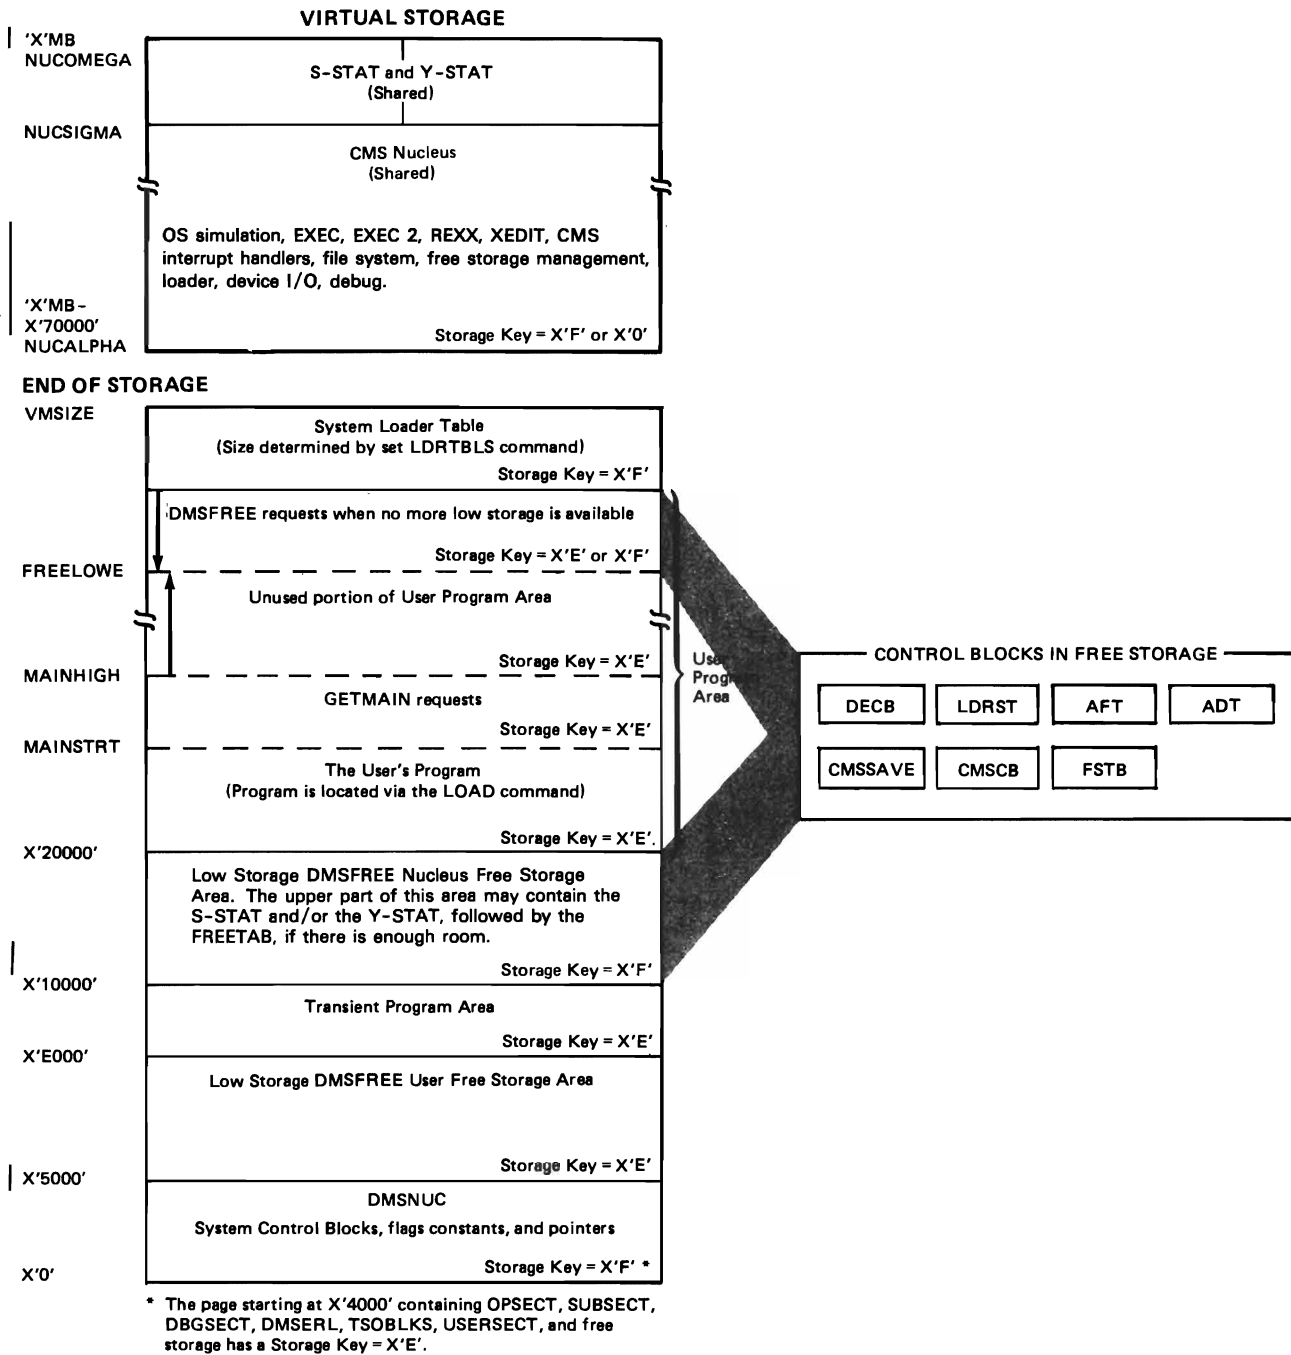 VIRTUAL STORAGE
'X'MB
NUCOMEGA
S-STAT and Y-STAT
(Shared)
NUCSIGMA
CMS Nucleus
(Shared)
OS simulation, EXEC, EXEC 2, REXX, XEDIT, CMS
interrupt handlers, file system, free storage management,
loader, device I/O, debug.
'X'MB-
X'70000'
NUCALPHA
Storage Key = X'F' or X'0'
END OF STORAGE
VMSIZE
System Loader Table
(Size determined by set LDRTBLS command)
Storage Key = X'F'
DMSFREE requests when no more low storage is available
Storage Key = X'E' or X'F'
FREELOWE
Unused portion of User Program Area
Storage Key = X'E'
MAINHIGH
GETMAIN requests
Storage Key = X'E'
MAINSTRT
The User's Program
(Program is located via the LOAD command)
Storage Key = X'E'.
X'20000'
User
Program
Area
CONTROL BLOCKS IN FREE STORAGE
DECB LDRST AFT ADT
CMSSAVE CMSCB FSTB
Low Storage DMSFREE Nucleus Free Storage
Area. The upper part of this area may contain the
S-STAT and/or the Y-STAT, followed by the
FREETAB, if there is enough room.
Storage Key = X'F'
X'10000'
Transient Program Area
Storage Key = X'E'
X'E000'
Low Storage DMSFREE User Free Storage Area
Storage Key = X'E'
X'5000'
DMSNUC
System Control Blocks, flags constants, and pointers
Storage Key = X'F' *
X'0'
* The page starting at X'4000' containing OPSECT, SUBSECT,
DBGSECT, DMSERL, TSOBLKS, USERSECT, and free
storage has a Storage Key = X'E'.